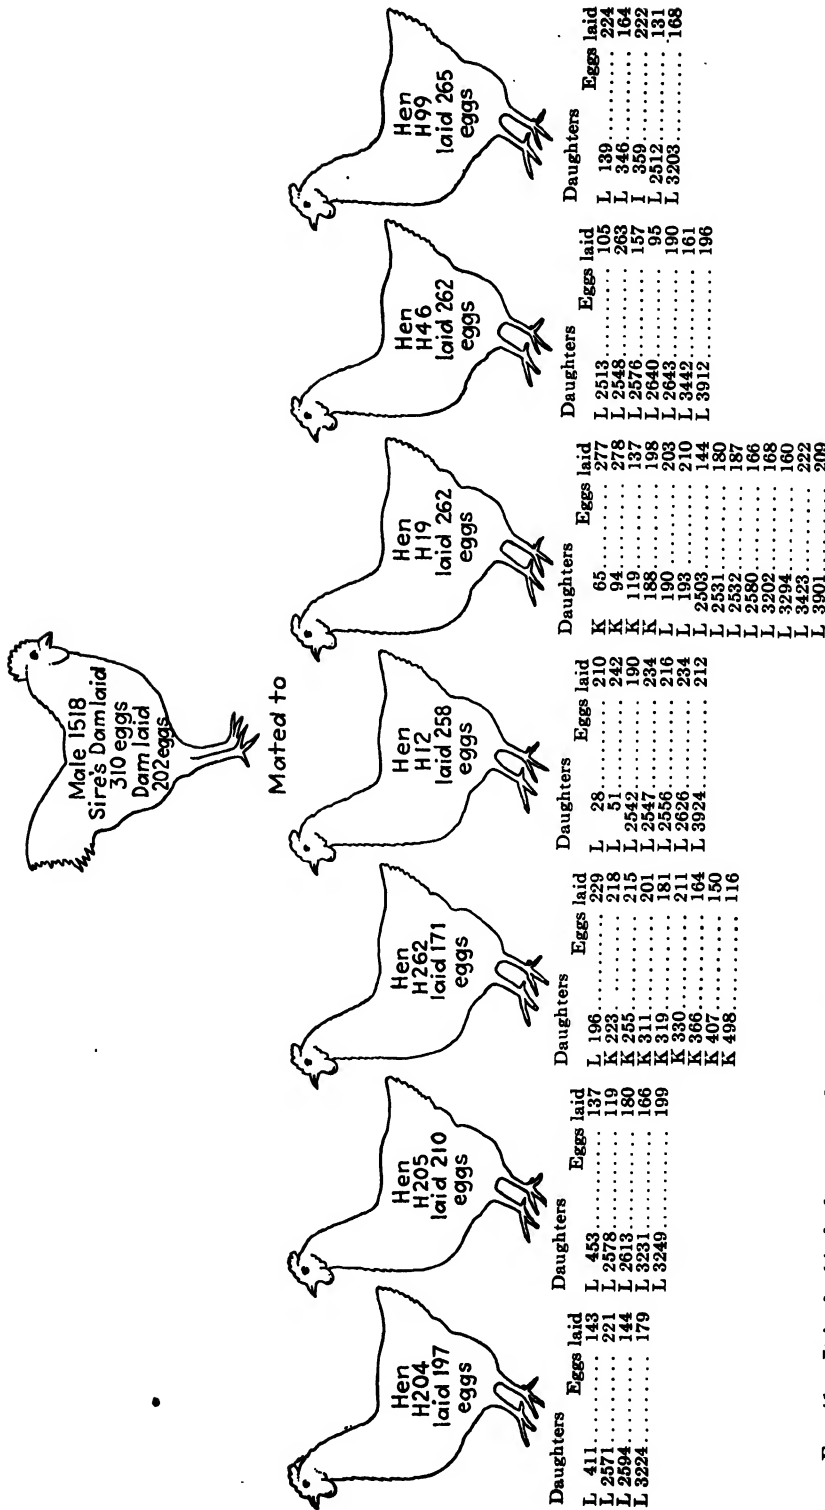 Male 1518
Sire's Dam laid
310 eggs
Dam laid
202 eggs
Mated to
Hen
H204
laid 197
eggs
Daughters Eggs laid
L 411.......... 143
L 2571.......... 221
L 2594.......... 144
L 3224.......... 179
Hen
H205
laid 210
eggs
Daughters Eggs laid
L 453.......... 137
L 2578.......... 119
L 2613.......... 180
L 3231.......... 166
L 3249.......... 199
Hen
H262
laid 171
eggs
Daughters Eggs laid
L 196.......... 229
K 223.......... 218
K 255.......... 215
K 311.......... 201
K 319.......... 181
K 330.......... 211
K 366.......... 164
K 407.......... 150
K 498.......... 116
Hen
H12
laid 258
eggs
Daughters Eggs laid
L 28.......... 210
L 51.......... 242
L 2542.......... 190
L 2547.......... 234
L 2556.......... 216
L 2626.......... 234
L 3924.......... 212
Hen
H19
laid 262
eggs
Daughters Eggs laid
K 65.......... 277
K 94.......... 278
K 119.......... 137
K 188.......... 198
L 190.......... 203
L 193.......... 210
L 2503.......... 144
L 2531.......... 180
L 2532.......... 187
L 2580.......... 166
L 3202.......... 168
L 3294.......... 160
L 3423.......... 222
L 3901.......... 209
Hen
H46
laid 262
eggs
Daughters Eggs laid
L 2513.......... 105
L 2548.......... 263
L 2576.......... 157
L 2640.......... 95
L 2643.......... 190
L 3442.......... 161
L 3912.......... 196
Hen
H99
laid 265
eggs
Daughters Eggs laid
L 139.......... 224
L 346.......... 164
I 359.......... 222
L 2512.......... 131
L 3203.......... 168